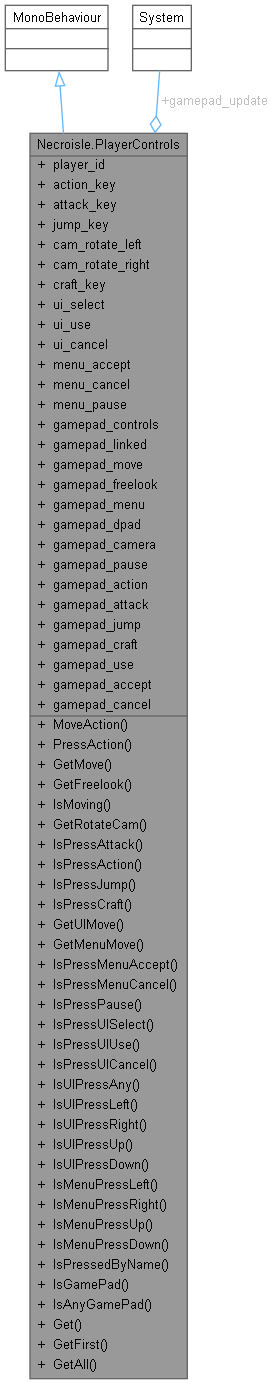 MonoBehaviour
System
+gamepad_update
Necroisle.PlayerControls
+ player_id
+ action_key
+ attack_key
+ jump_key
+ cam_rotate_left
+ cam_rotate_right
+ craft_key
+ ui_select
+ ui_use
+ ui_cancel
+ menu_accept
+ menu_cancel
+ menu_pause
+ gamepad_controls
+ gamepad_linked
+ gamepad_move
+ gamepad_freelook
+ gamepad_menu
+ gamepad_dpad
+ gamepad_camera
+ gamepad_pause
+ gamepad_action
+ gamepad_attack
+ gamepad_jump
+ gamepad_craft
+ gamepad_use
+ gamepad_accept
+ gamepad_cancel
+ MoveAction()
+ PressAction()
+ GetMove()
+ GetFreelook()
+ IsMoving()
+ GetRotateCam()
+ IsPressAttack()
+ IsPressAction()
+ IsPressJump()
+ IsPressCraft()
+ GetUIMove()
+ GetMenuMove()
+ IsPressMenuAccept()
+ IsPressMenuCancel()
+ IsPressPause()
+ IsPressUISelect()
+ IsPressUIUse()
+ IsPressUICancel()
+ IsUIPressAny()
+ IsUIPressLeft()
+ IsUIPressRight()
+ IsUIPressUp()
+ IsUIPressDown()
+ IsMenuPressLeft()
+ IsMenuPressRight()
+ IsMenuPressUp()
+ IsMenuPressDown()
+ IsPressedByName()
+ IsGamePad()
+ IsAnyGamePad()
+ Get()
+ GetFirst()
+ GetAll()